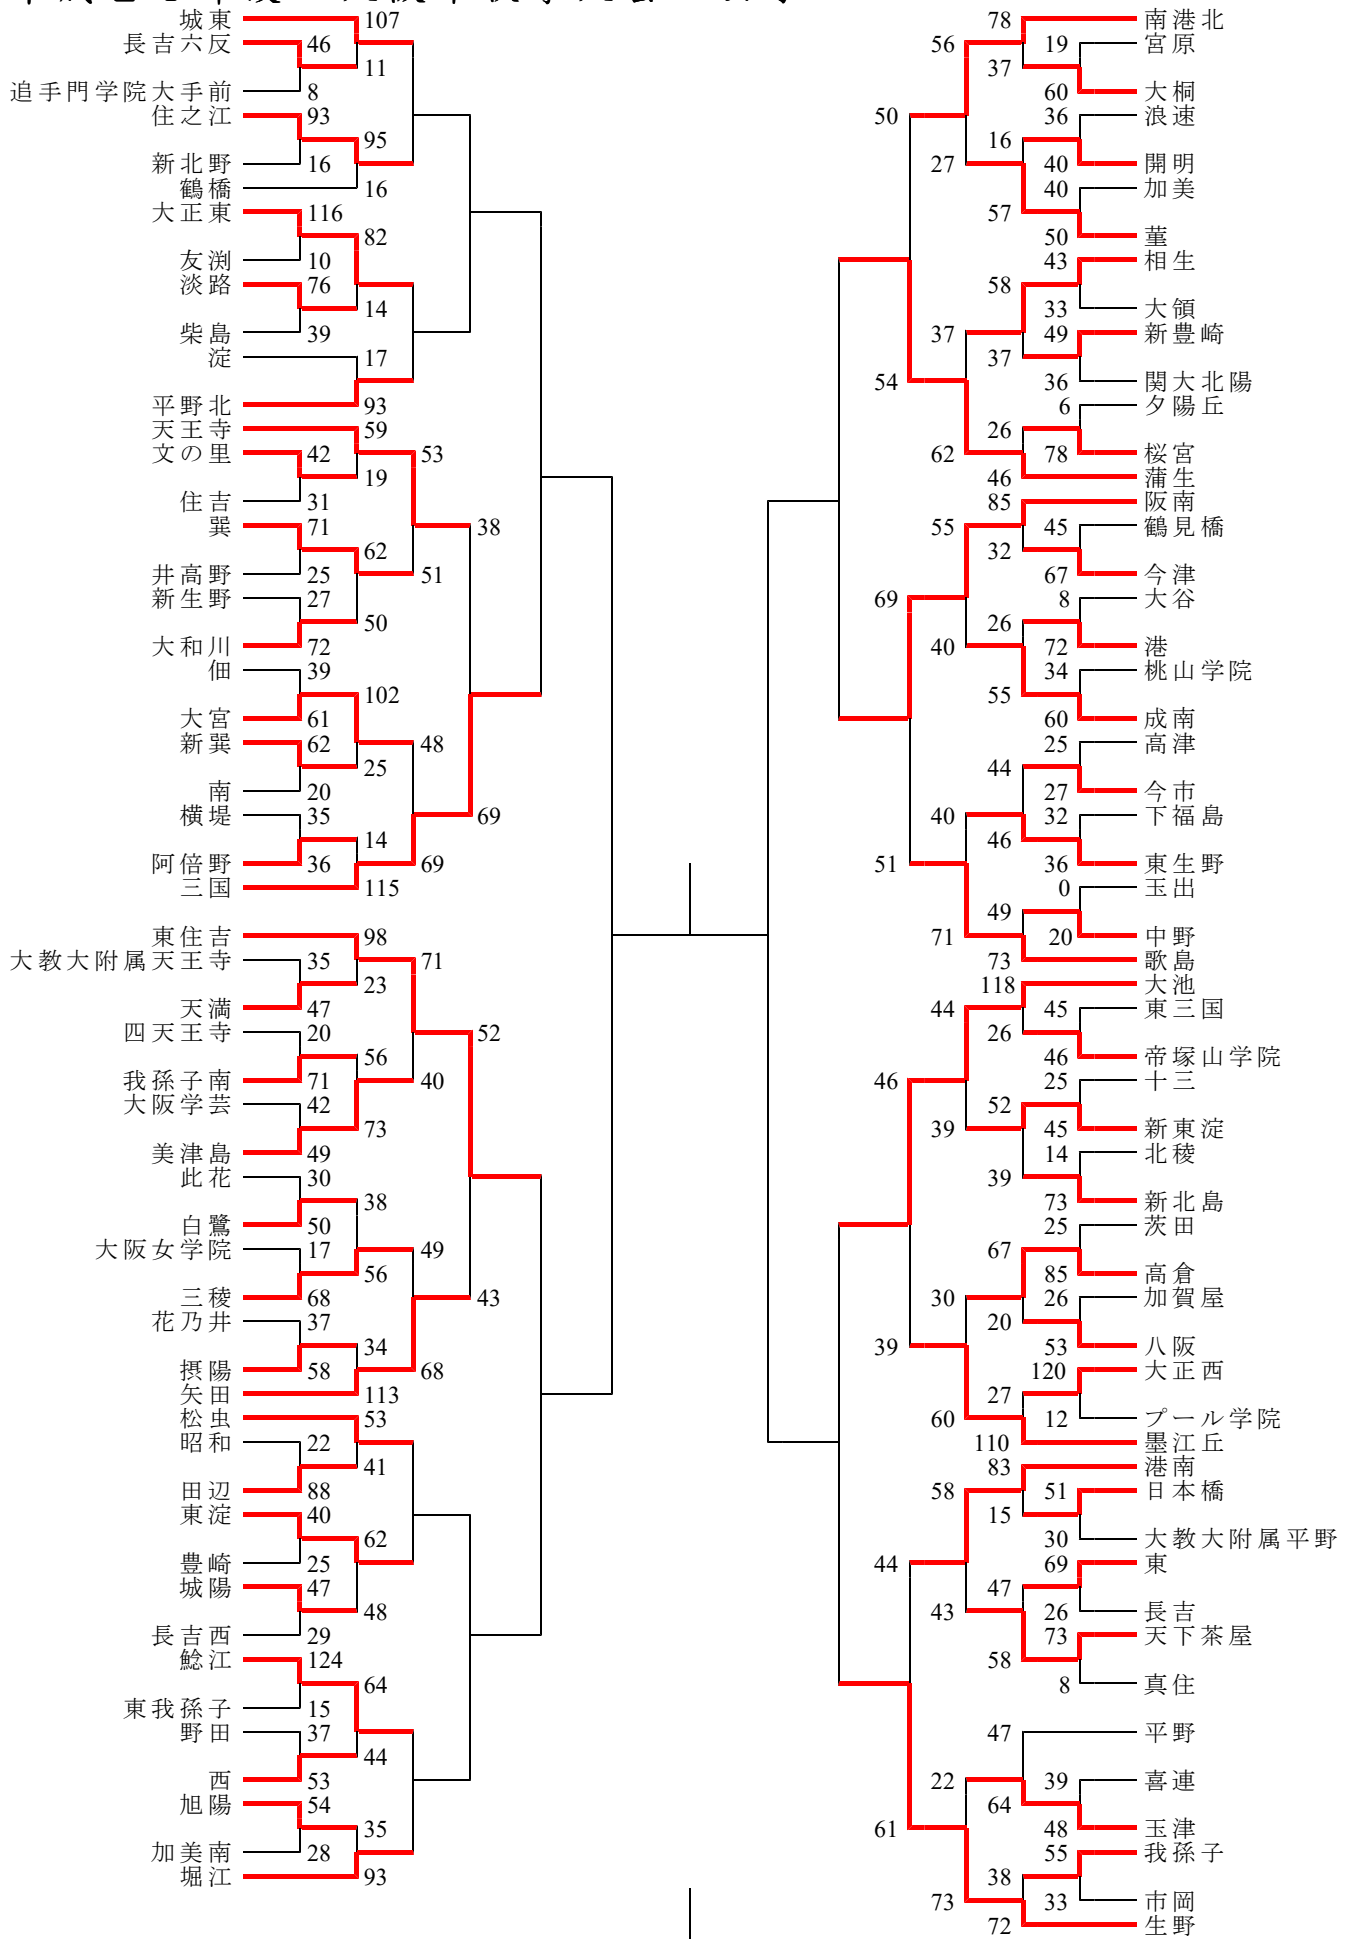 城東 107
長吉六反 46
11
追手門学院大手前 8
住之江 93
95
新北野 16
鶴橋 16
大正東 116
82
友渕 10
淡路 76
14
柴島 39
淀 17
平野北 93
天王寺 59
文の里 42 53
19
住吉 31
巽 71 38
62
井高野 25 51
新生野 27
50
大和川 72
佃 39
102
大宮 61
新巽 62 48
25
南 20
横堤 35 69
14
阿倍野 36 69
三国 115
東住吉 98
大教大附属天王寺 35 71
23
天満 47
四天王寺 20 52
56
我孫子南 71 40
大阪学芸 42
73
美津島 49
此花 30
38
白鷺 50
大阪女学院 17 49
56
三稜 68 43
花乃井 37
34
摂陽 58 68
矢田 113
松虫 53
昭和 22
41
田辺 88
東淀 40
62
豊崎 25
城陽 47
48
長吉西 29
鯰江 124
64
東我孫子 15
野田 37
44
西 53
旭陽 54
35
加美南 28
堀江 93
78 南港北
56 19 宮原
37
60 大桐
50 36 浪速
16
27 40 開明
40 加美
57
50 菫
43 相生
58
33 大領
37 49 新豊崎
37
54 36 関大北陽
6 夕陽丘
26
62 78 桜宮
46 蒲生
85 阪南
55 45 鶴見橋
32
67 今津
69 8 大谷
26
40 72 港
34 桃山学院
55
60 成南
25 高津
44
27 今市
40 32 下福島
46
51 36 東生野
0 玉出
49
71 20 中野
73 歌島
118 大池
44 45 東三国
26
46 帝塚山学院
46 25 十三
52
39 45 新東淀
14 北稜
39
73 新北島
25 茨田
67
85 高倉
30 26 加賀屋
20
39 53 八阪
120 大正西
27
60 12 プール学院
110 墨江丘
83 港南
58 51 日本橋
15
30 大教大附属平野
44 69 東
47
43 26 長吉
73 天下茶屋
58
8 真住
47 平野
22 39 喜連
64
61 48 玉津
55 我孫子
38
73 33 市岡
72 生野